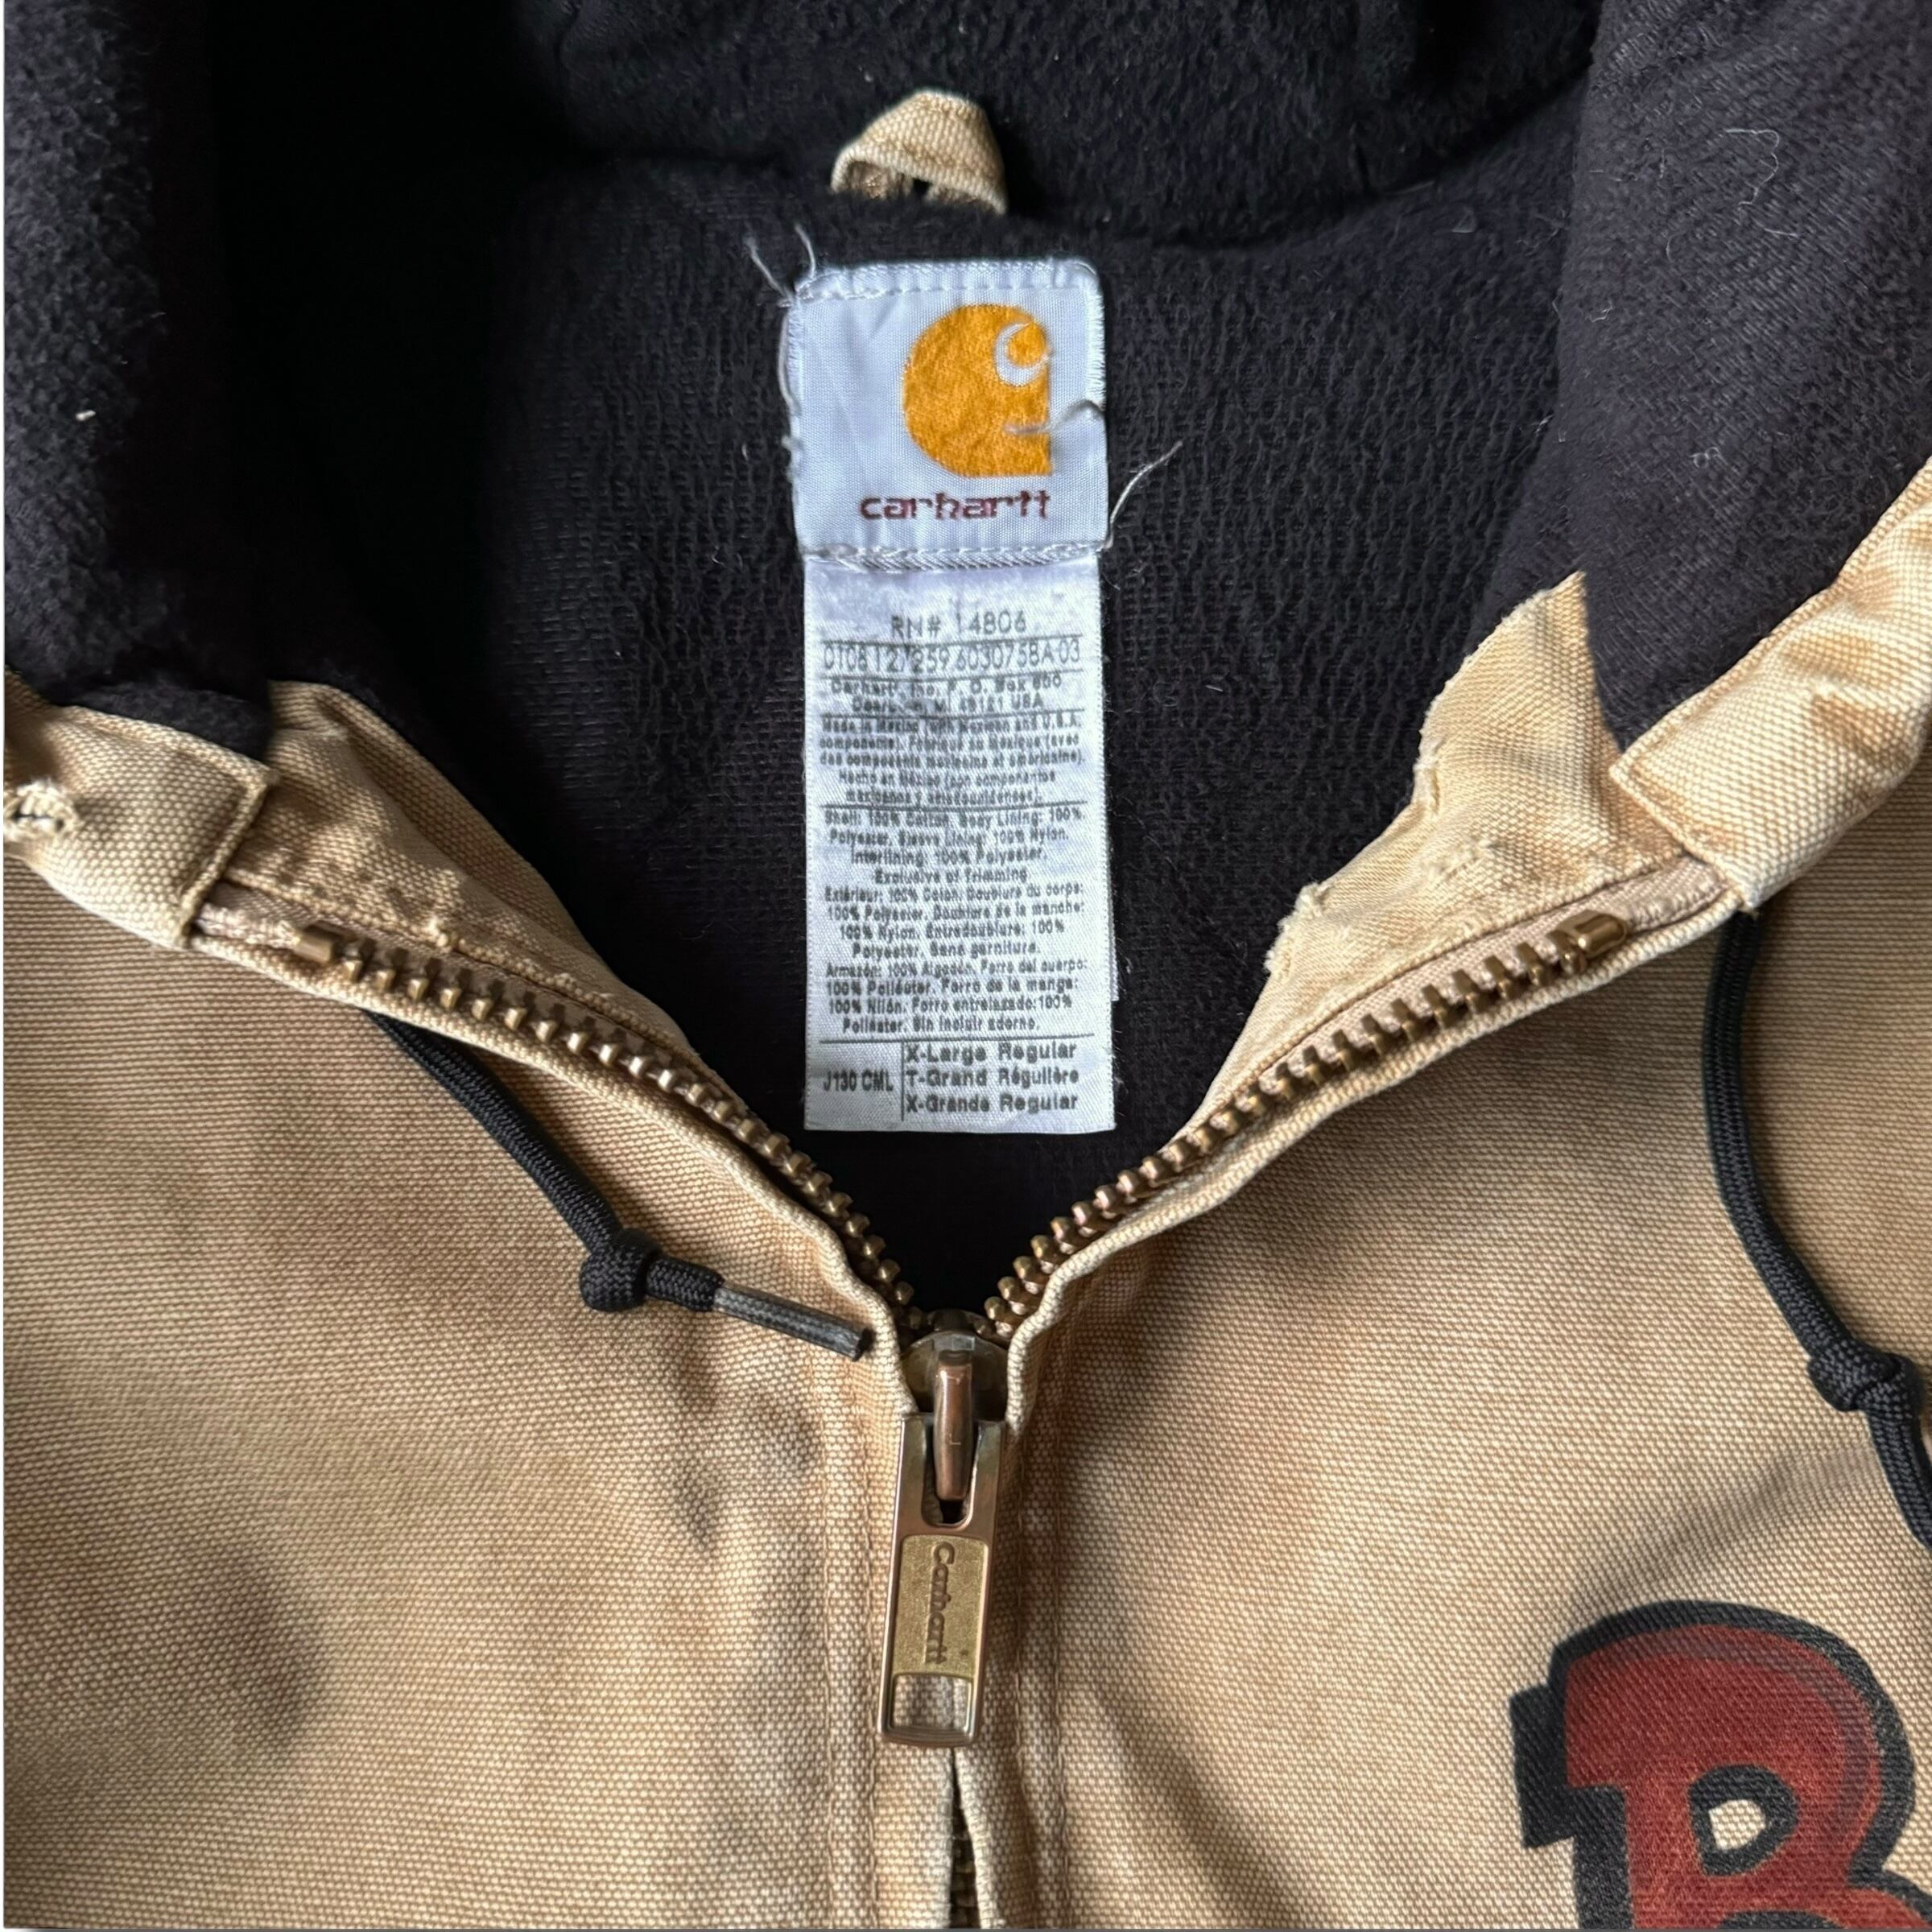 carhartt
RN# 14806
D108127259 6030758A 03
Carhartt, Inc. P. O. Box 600
Dearborn, MI 48121 USA
Made in Mexico (with Mexican and U.S.A.
components). Fabriqué au Mexique (avec
des composants mexicains et américains).
Hecho en México (con componentes
mexicanos y estadounidenses).
Shell: 100% Cotton. Body Lining: 100%
Polyester. Sleeve Lining: 100% Nylon.
Interlining: 100% Polyester.
Exclusive of Trimming
Extérieur: 100% Coton. Doublure du corps:
100% Polyester. Doublure de la manche:
100% Nylon. Entredoublure: 100%
Polyester. Sans garniture.
Armazón: 100% Algodón. Forro del cuerpo:
100% Poliéster. Forro de la manga:
100% Nilón. Forro entrelazado: 100%
Poliéster. Sin incluir adorno.
J130 CML
X-Large Regular
T-Grand Régulière
X-Grande Regular
Carhartt
B